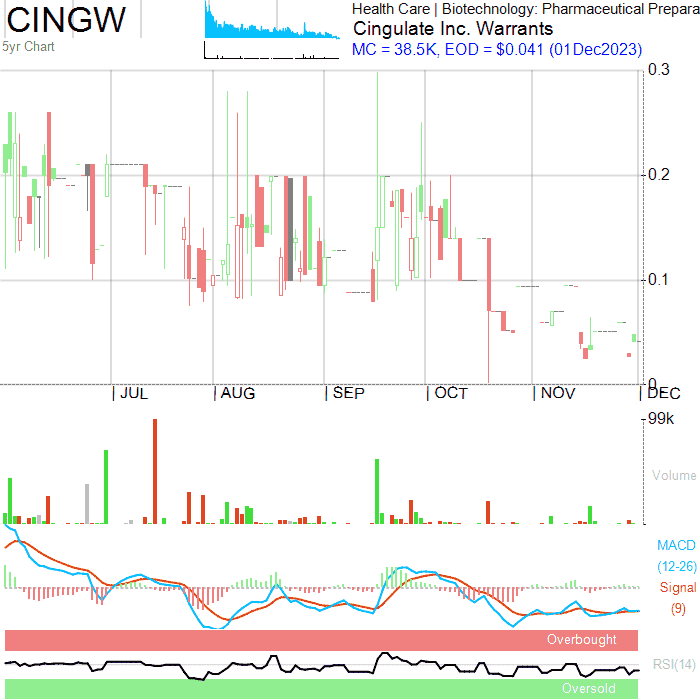 CINGW
5yr Chart
Health Care | Biotechnology: Pharmaceutical Prepara
Cingulate Inc. Warrants
MC = 38.5K, EOD = $0.041 (01Dec2023)
0.3
0.2
0.1
0
JUL AUG SEP OCT NOV DEC
99k
Volume
MACD
(12-26)
Signal
(9)
Overbought
RSI(14)
Oversold